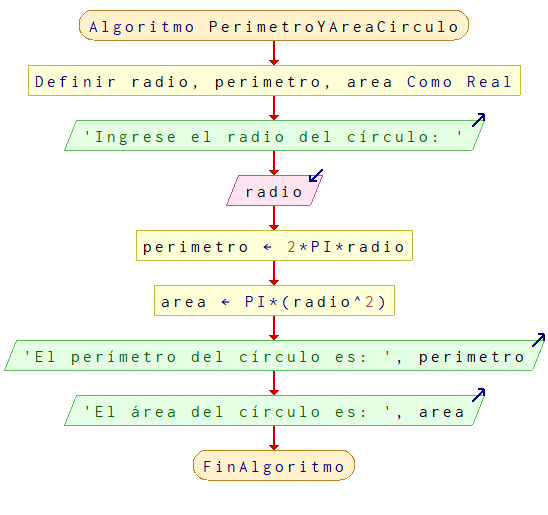 Algoritmo PerimetroYAreaCirculo
Definir radio, perimetro, area Como Real
'Ingrese el radio del círculo: '
radio
perimetro ← 2*PI*radio
area ← PI*(radio^2)
'El perímetro del círculo es: ', perimetro
'El área del círculo es: ', area
FinAlgoritmo